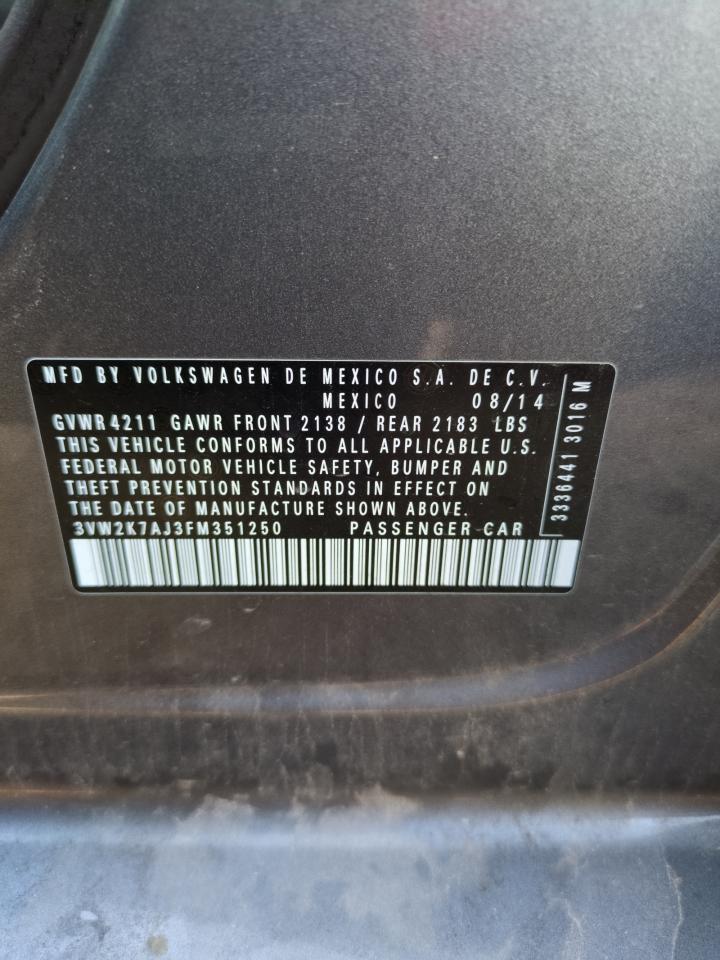 MFD BY VOLKSWAGEN DE MEXICO S.A. DE C.V.
MEXICO 08/14
GVWR 4211 GAWR FRONT 2138 / REAR 2183 LBS
THIS VEHICLE CONFORMS TO ALL APPLICABLE U.S.
FEDERAL MOTOR VEHICLE SAFETY, BUMPER AND
THEFT PREVENTION STANDARDS IN EFFECT ON
THE DATE OF MANUFACTURE SHOWN ABOVE.
3VW2K7AJ3FM351250 PASSENGER CAR
3336441 3016 M